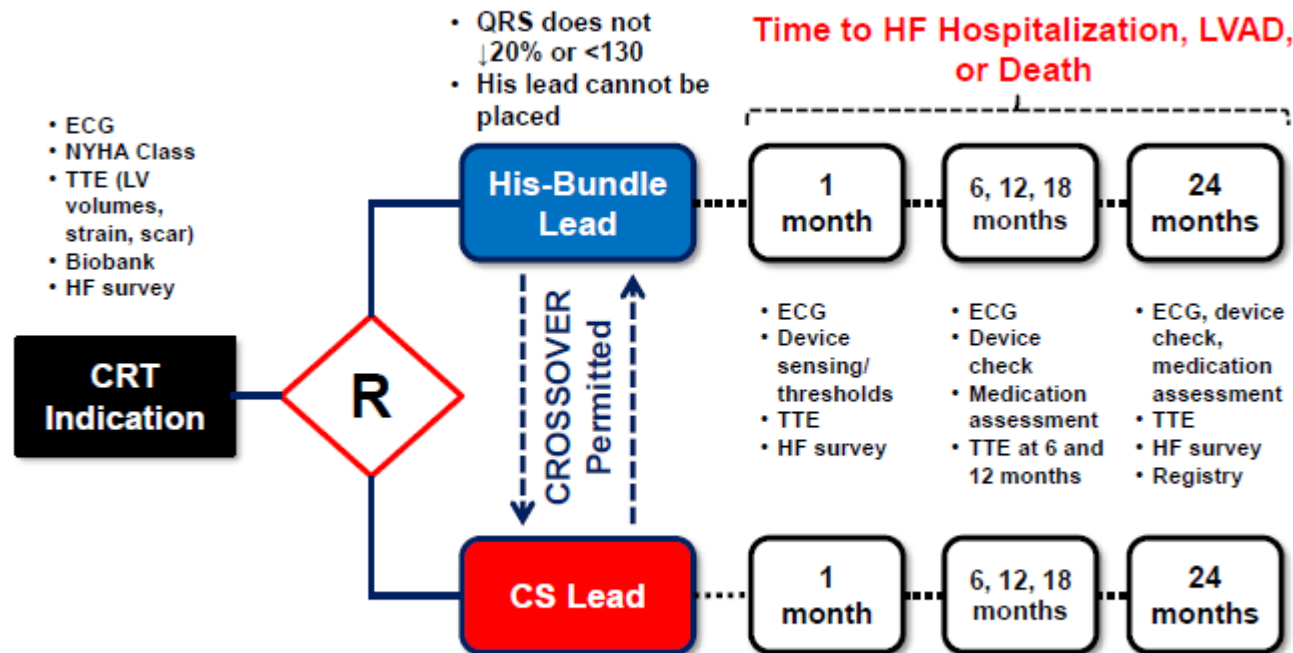 • QRS does not
↓20% or <130
• His lead cannot be
placed
Time to HF Hospitalization, LVAD,
or Death
• ECG
• NYHA Class
• TTE (LV
volumes,
strain, scar)
• Biobank
• HF survey
CRT
Indication
R
His-Bundle
Lead
1
month
6, 12, 18
months
24
months
CROSSOVER
Permitted
• ECG
• Device
sensing/
thresholds
• TTE
• HF survey
• ECG
• Device
check
• Medication
assessment
• TTE at 6 and
12 months
• ECG, device
check,
medication
assessment
• TTE
• HF survey
• Registry
CS Lead
1
month
6, 12, 18
months
24
months